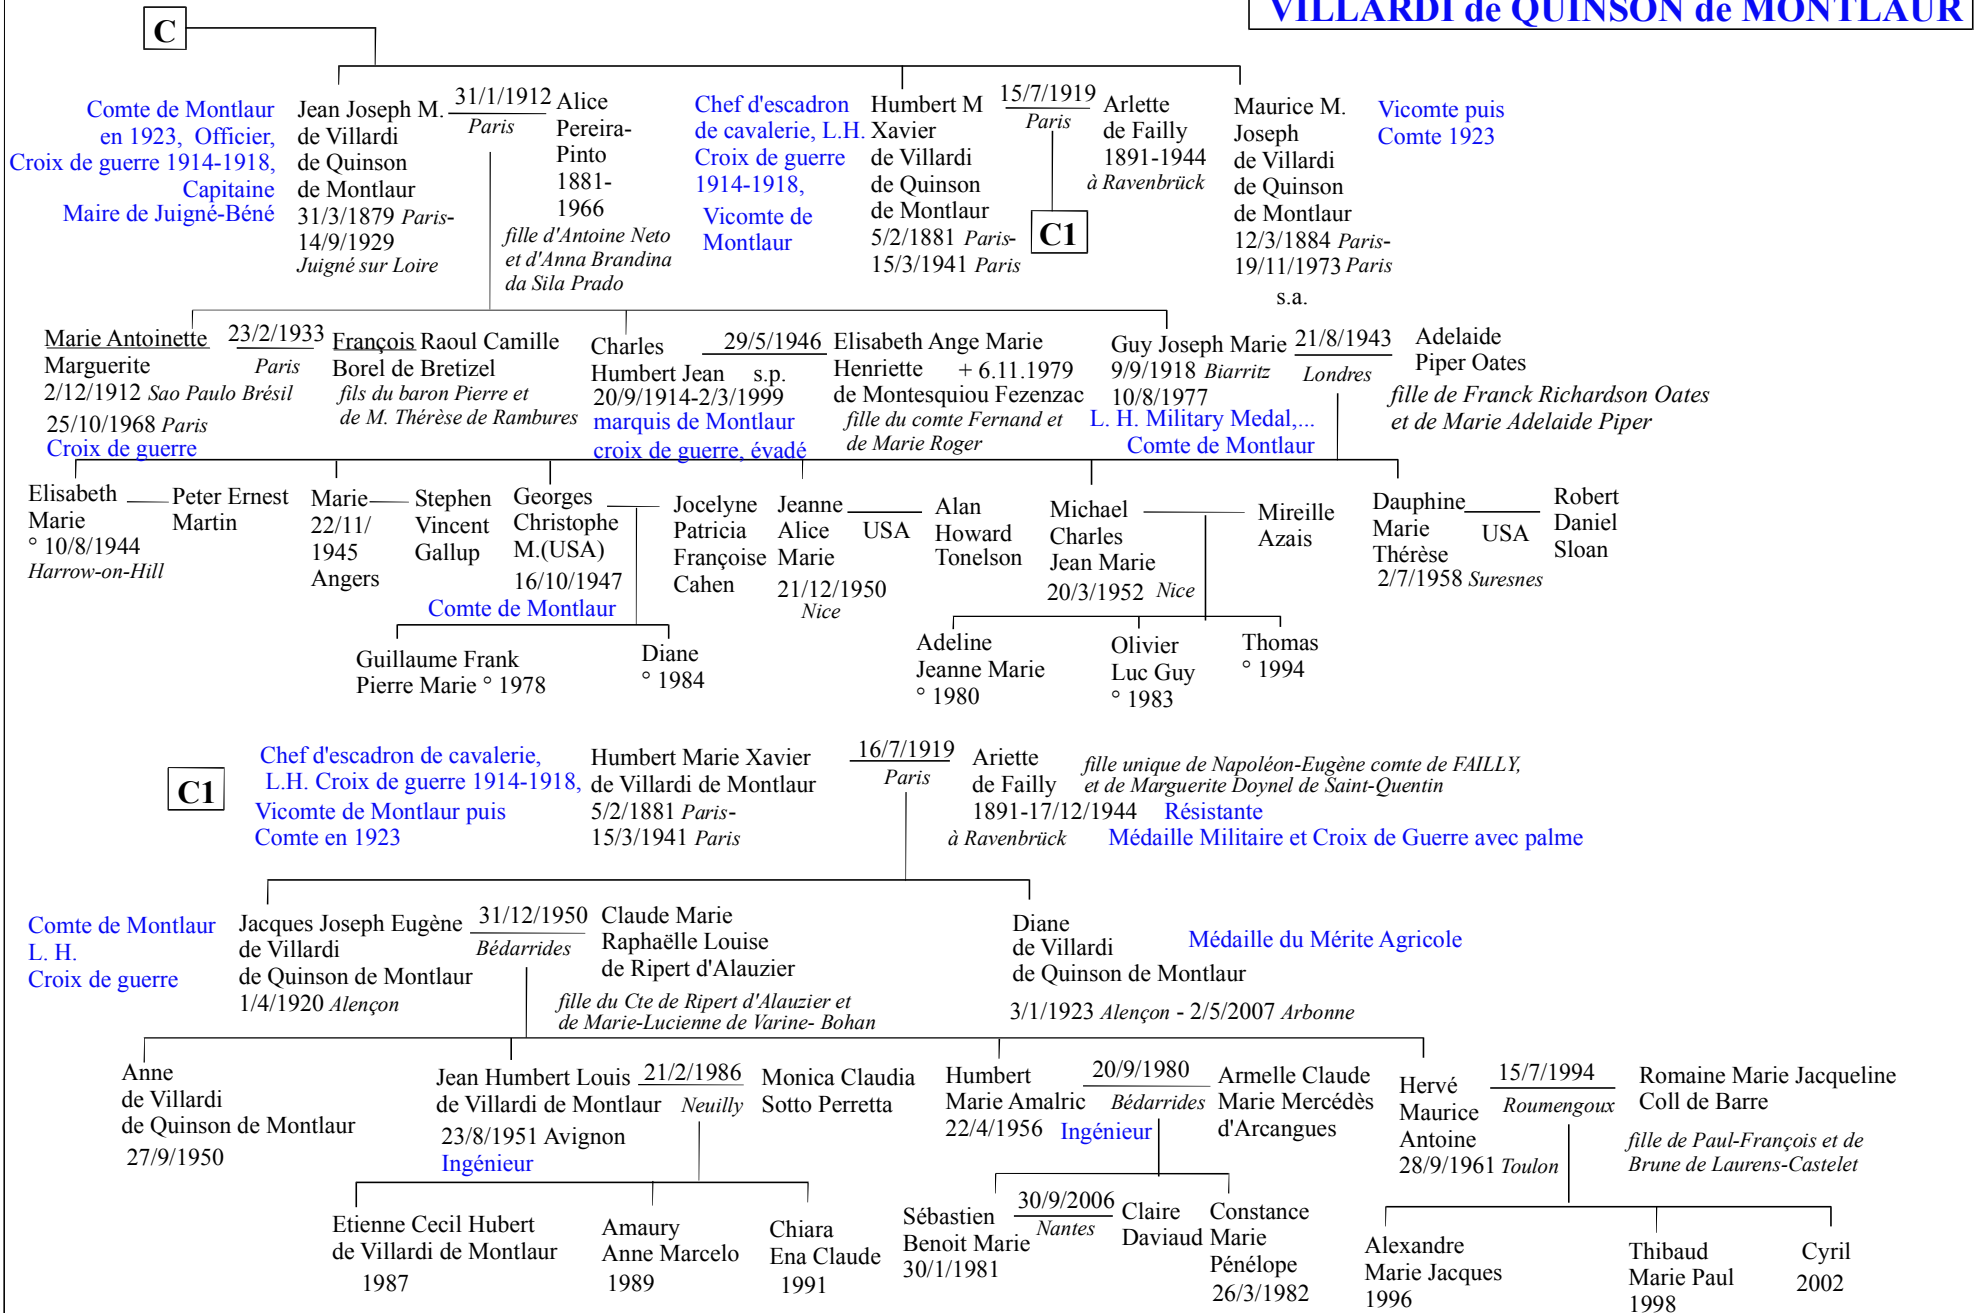 VILLARDI de QUINSON de MONTLAUR
C
Comte de Montlaur
en 1923, Officier,
Croix de guerre 1914-1918,
Capitaine
Maire de Juigné-Béné
Jean Joseph M.
de Villardi
de Quinson
de Montlaur
31/3/1879 Paris-
14/9/1929
Juigné sur Loire
31/1/1912
Paris
Alice
Pereira-
Pinto
1881-
1966
fille d'Antoine Neto
et d'Anna Brandina
da Sila Prado
Chef d'escadron
de cavalerie, L.H.
Croix de guerre
1914-1918,
Vicomte de
Montlaur
Humbert M
Xavier
de Villardi
de Quinson
de Montlaur
5/2/1881 Paris-
15/3/1941 Paris
15/7/1919
Paris
Arlette
de Failly
1891-1944
à Ravenbrück
C1
Maurice M.
Joseph
de Villardi
de Quinson
de Montlaur
12/3/1884 Paris-
19/11/1973 Paris
s.a.
Vicomte puis
Comte 1923
Marie Antoinette
Marguerite
2/12/1912 Sao Paulo Brésil
25/10/1968 Paris
Croix de guerre
23/2/1933
Paris
François Raoul Camille
Borel de Bretizel
fils du baron Pierre et
de M. Thérèse de Rambures
Charles
Humbert Jean
20/9/1914-2/3/1999
marquis de Montlaur
croix de guerre, évadé
29/5/1946
s.p.
Elisabeth Ange Marie
Henriette + 6.11.1979
de Montesquiou Fezenzac
fille du comte Fernand et
de Marie Roger
Guy Joseph Marie
9/9/1918 Biarritz
10/8/1977
L. H. Military Medal,...
Comte de Montlaur
21/8/1943
Londres
Adelaide
Piper Oates
fille de Franck Richardson Oates
et de Marie Adelaide Piper
Elisabeth
Marie
° 10/8/1944
Harrow-on-Hill
Peter Ernest
Martin
Marie
22/11/
1945
Angers
Stephen
Vincent
Gallup
Georges
Christophe
M.(USA)
16/10/1947
Comte de Montlaur
Jocelyne
Patricia
Françoise
Cahen
Jeanne
Alice
Marie
21/12/1950
Nice
USA
Alan
Howard
Tonelson
Michael
Charles
Jean Marie
20/3/1952 Nice
Mireille
Azais
Dauphine
Marie
Thérèse
2/7/1958 Suresnes
USA
Robert
Daniel
Sloan
Guillaume Frank
Pierre Marie ° 1978
Diane
° 1984
Adeline
Jeanne Marie
° 1980
Olivier
Luc Guy
° 1983
Thomas
° 1994
C1
Chef d'escadron de cavalerie,
L.H. Croix de guerre 1914-1918,
Vicomte de Montlaur puis
Comte en 1923
Humbert Marie Xavier
de Villardi de Montlaur
5/2/1881 Paris-
15/3/1941 Paris
16/7/1919
Paris
Ariette
de Failly
1891-17/12/1944
à Ravenbrück
fille unique de Napoléon-Eugène comte de FAILLY,
et de Marguerite Doynel de Saint-Quentin
Résistante
Médaille Militaire et Croix de Guerre avec palme
Comte de Montlaur
L. H.
Croix de guerre
Jacques Joseph Eugène
de Villardi
de Quinson de Montlaur
1/4/1920 Alençon
31/12/1950
Bédarrides
Claude Marie
Raphaëlle Louise
de Ripert d'Alauzier
fille du Cte de Ripert d'Alauzier et
de Marie-Lucienne de Varine- Bohan
Diane
de Villardi
de Quinson de Montlaur
3/1/1923 Alençon - 2/5/2007 Arbonne
Médaille du Mérite Agricole
Anne
de Villardi
de Quinson de Montlaur
27/9/1950
Jean Humbert Louis
de Villardi de Montlaur
23/8/1951 Avignon
Ingénieur
21/2/1986
Neuilly
Monica Claudia
Sotto Perretta
Humbert
Marie Amalric
22/4/1956 Ingénieur
20/9/1980
Bédarrides
Armelle Claude
Marie Mercédès
d'Arcangues
Hervé
Maurice
Antoine
28/9/1961 Toulon
15/7/1994
Roumengoux
Romaine Marie Jacqueline
Coll de Barre
fille de Paul-François et de
Brune de Laurens-Castelet
Etienne Cecil Hubert
de Villardi de Montlaur
1987
Amaury
Anne Marcelo
1989
Chiara
Ena Claude
1991
Sébastien
Benoit Marie
30/1/1981
30/9/2006
Nantes
Claire
Daviaud
Constance
Marie
Pénélope
26/3/1982
Alexandre
Marie Jacques
1996
Thibaud
Marie Paul
1998
Cyril
2002